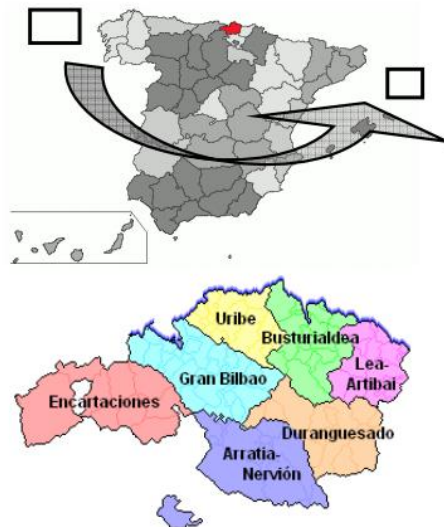 Uribe
Busturialdea
Lea-
Artibai
Gran Bilbao
Encartaciones
Duranguesado
Arratia-
Nervión